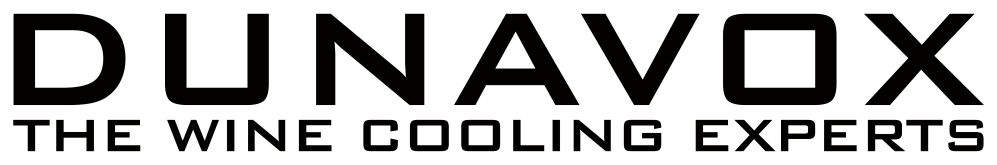 DUNAVOX
THE WINE COOLING EXPERTS